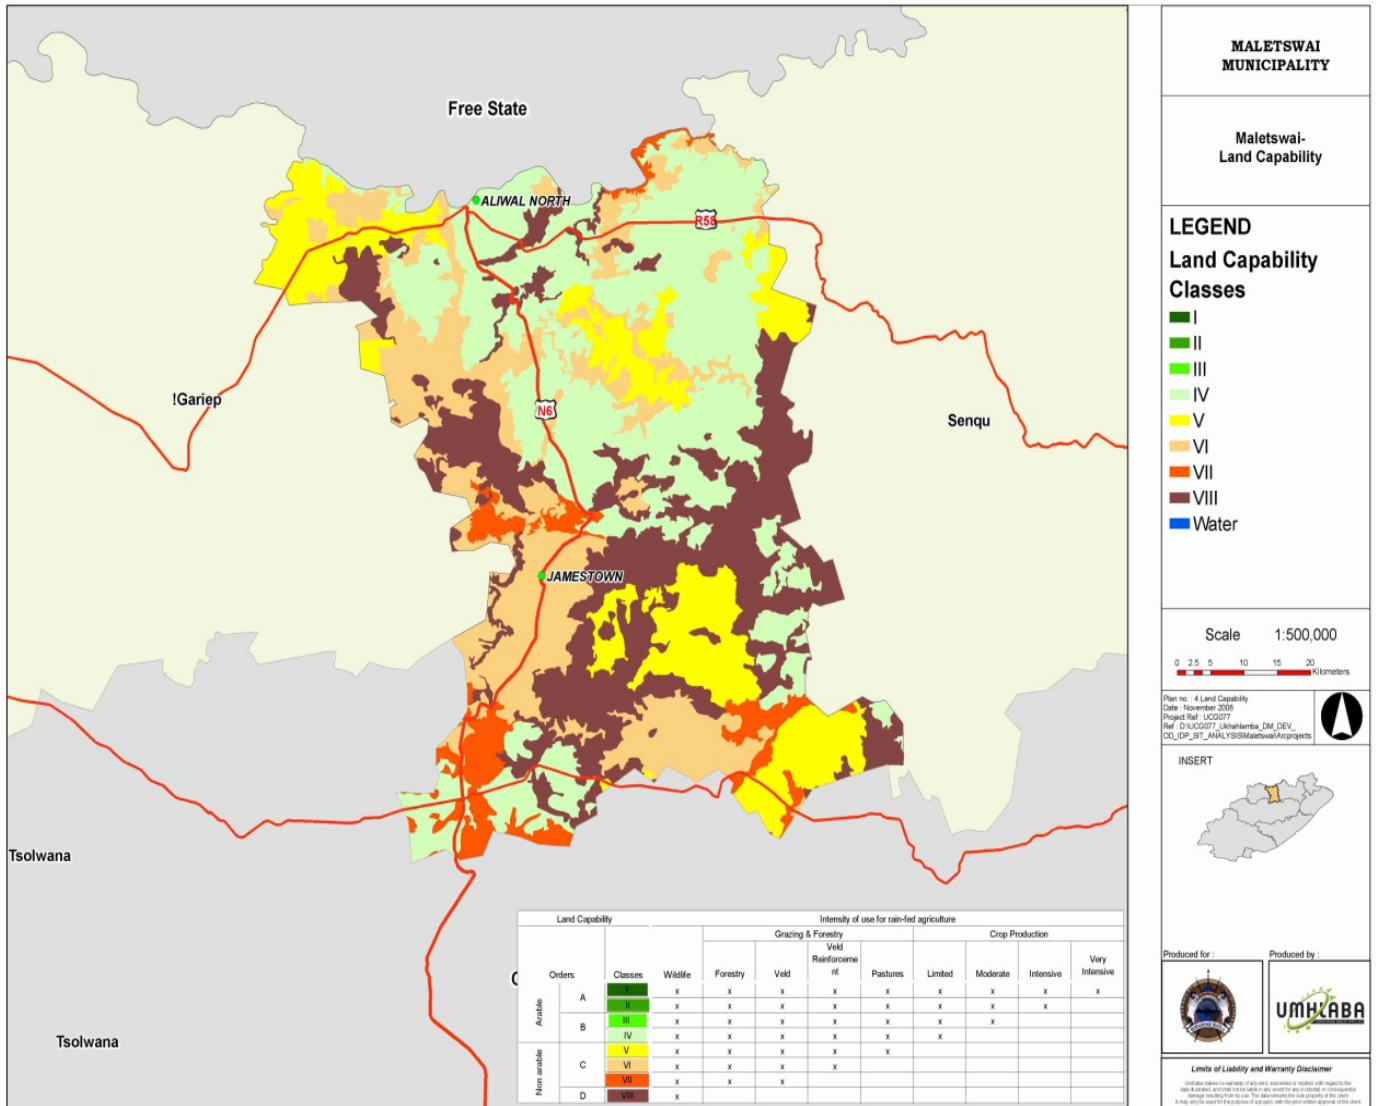 MALETSWAI
MUNICIPALITY
Maletswai-
Land Capability
LEGEND
Land Capability
Classes
I
II
III
IV
V
VI
VII
VIII
Water
Scale 1:500,000
0 2.5 5 10 15 20
Kilometers
Plan no. : 4.Land Capability
Date : November 2008
Project Ref : UCG077
Ref : D:\UCG077_Ukhahlamba_DM_DEV_
INSERT
Produced for :
Produced by :
UMHLABA
Limits of Liability and Warranty Disclaimer
Free State
ALIWAL NORTH
R58
!Gariep
N6
Senqu
JAMESTOWN
Tsolwana
Tsolwana
Land Capability Intensity of use for rain-fed agriculture
Grazing & Forestry Crop Production
Orders Classes Wildlife Forestry Veld Veld Reinforceme nt Pastures Limited Moderate Intensive Very Intensive
Arable
A I x x x x x x x x x
II x x x x x x x x
B III x x x x x x x
IV x x x x x x
Non arable
C V x x x x x
VI x x x x
VII x x x
D VIII x